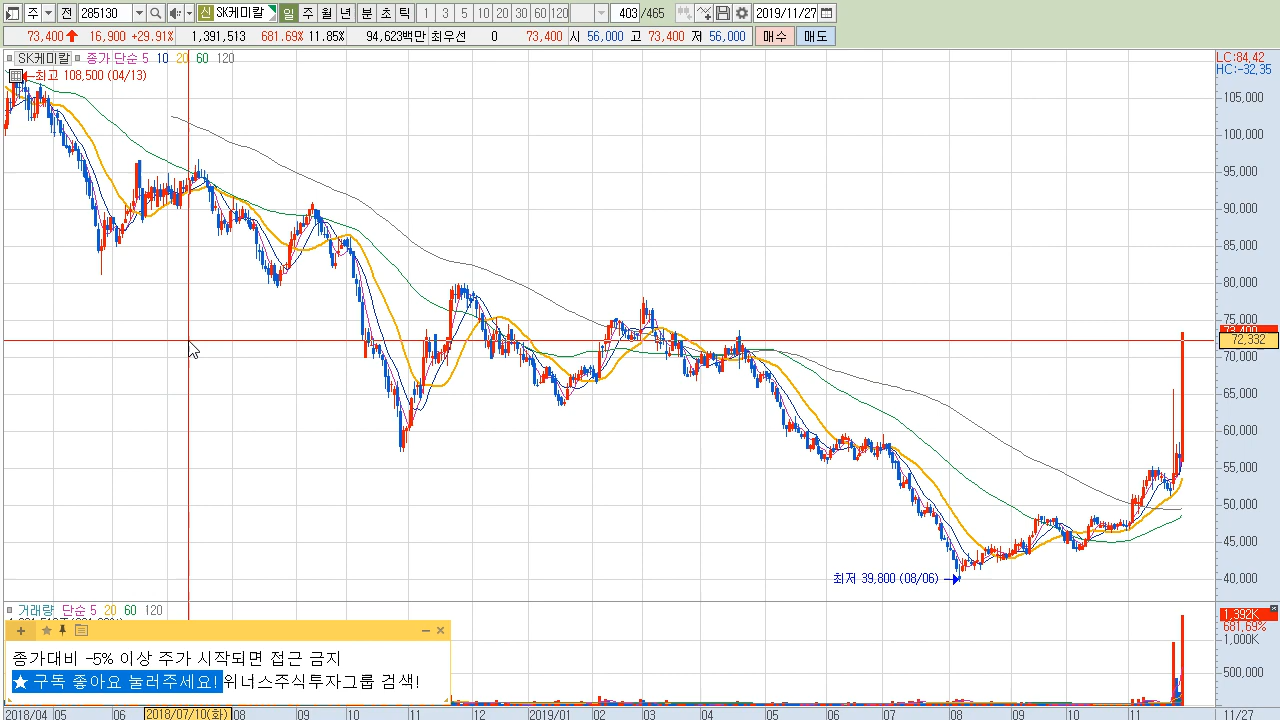 주 전 285130 신 SK케미칼 일 주 월 년 분 초 틱 1 3 5 10 20 30 60 120 403 /465 2019/11/27
73,400 16,900 +29.91% 1,391,513 681.69% 11.85% 94,623백만 최우선 0 73,400 시 56,000 고 73,400 저 56,000 매수 매도
SK케미칼 종가 단순 5 10 20 60 120
LC:84.42
HC:-32.35
최고 108,500 (04/13)
105,000
100,000
95,000
90,000
85,000
80,000
75,000
73,400
72,332
70,000
65,000
60,000
55,000
50,000
45,000
최저 39,800 (08/06)
40,000
거래량 단순 5 20 60 120
1,392K
681.69%
1,000K
500,000
종가대비 -5% 이상 주가 시작되면 접근 금지
★ 구독 좋아요 눌러주세요! 위너스주식투자그룹 검색!
2018/04 05 06 2018/07/10(화) 08 09 10 11 12 2019/01 02 03 04 05 06 07 08 09 10 11 11/27